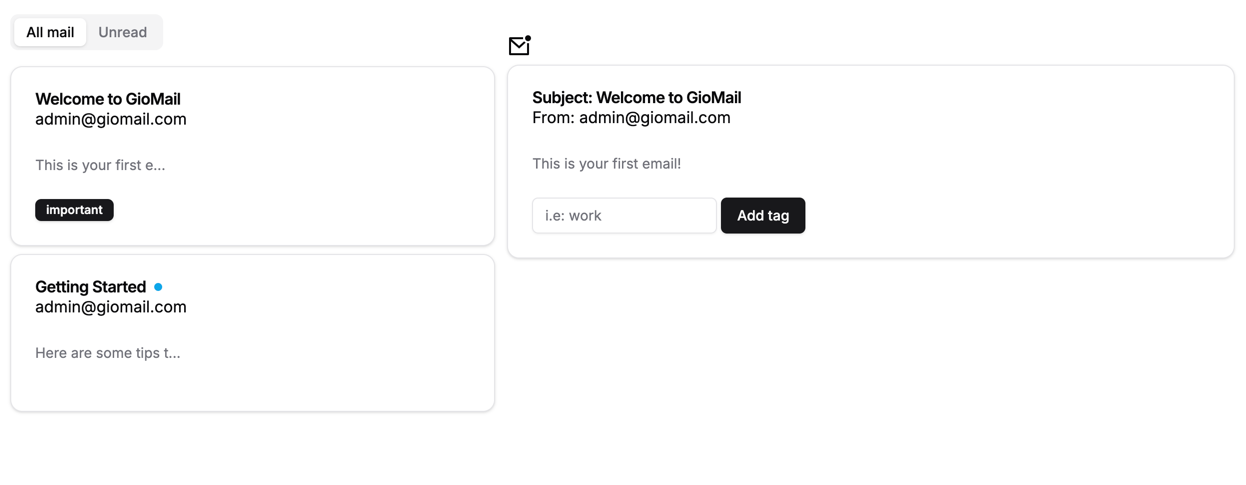 All mail
Unread
Welcome to GioMail
admin@giomail.com
This is your first e...
important
Getting Started
admin@giomail.com
Here are some tips t...
Subject: Welcome to GioMail
From: admin@giomail.com
This is your first email!
i.e: work
Add tag